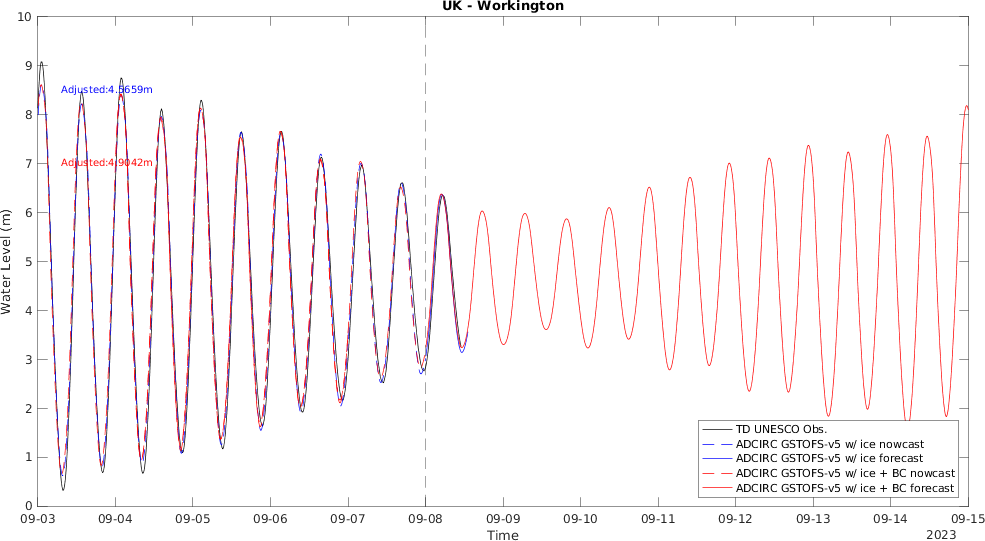 UK - Workington
10
9
8
7
6
5
4
3
2
1
0
Water Level (m)
Adjusted:4.5659m
Adjusted:4.9042m
TD UNESCO Obs.
ADCIRC GSTOFS-v5 w/ ice nowcast
ADCIRC GSTOFS-v5 w/ ice forecast
ADCIRC GSTOFS-v5 w/ ice + BC nowcast
ADCIRC GSTOFS-v5 w/ ice + BC forecast
09-03 09-04 09-05 09-06 09-07 09-08 09-09 09-10 09-11 09-12 09-13 09-14 09-15
Time
2023